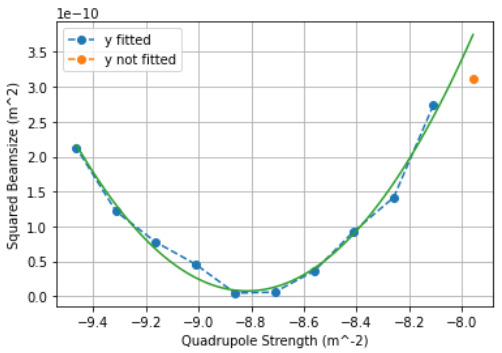 1e−10
y fitted
y not fitted
3.5
3.0
2.5
2.0
1.5
1.0
0.5
0.0
Squared Beamsize (m^2)
−9.4 −9.2 −9.0 −8.8 −8.6 −8.4 −8.2 −8.0
Quadrupole Strength (m^-2)